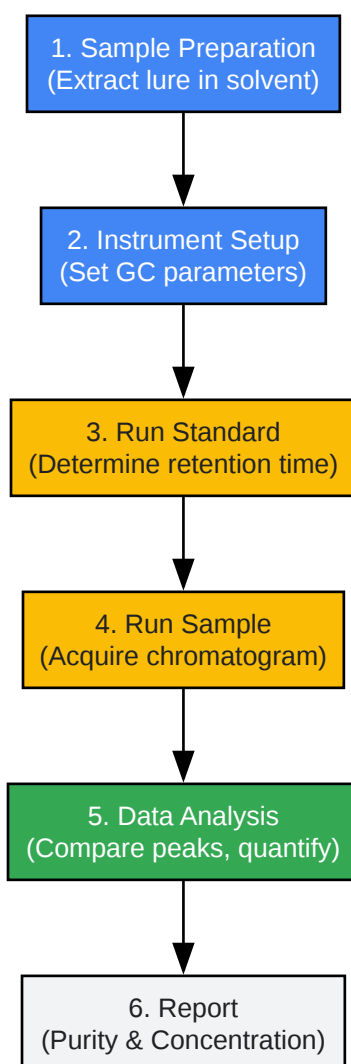 1. Sample Preparation
(Extract lure in solvent)
2. Instrument Setup
(Set GC parameters)
3. Run Standard
(Determine retention time)
4. Run Sample
(Acquire chromatogram)
5. Data Analysis
(Compare peaks, quantify)
6. Report
(Purity & Concentration)